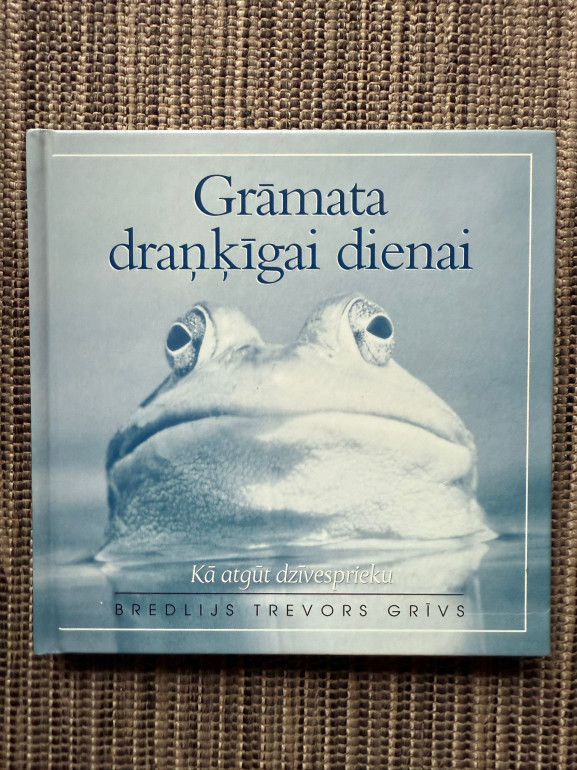 Grāmata
draņķīgai dienai
Kā atgūt dzīvesprieku
BREDLIJS TREVORS GRĪVS